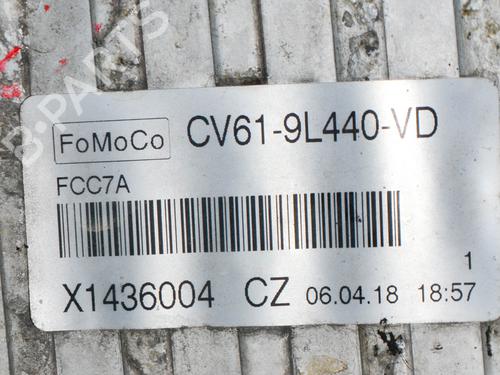 B-PARTS
FoMoCo CV61-9L440-VD
FCC7A
1
X1436004 CZ 06.04.18 18:57